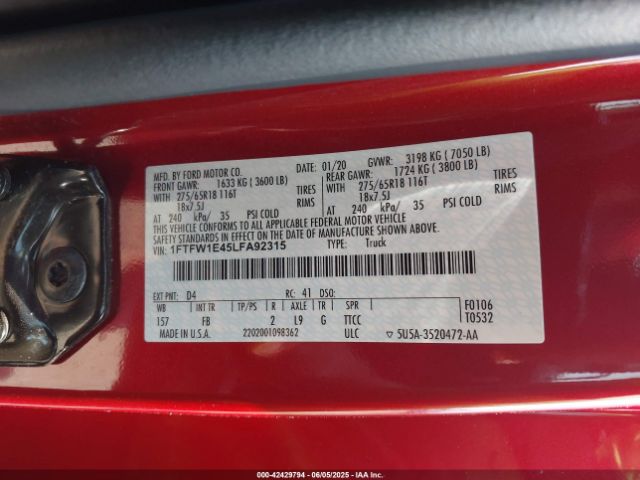 MFD. BY FORD MOTOR CO. 01/20 GVWR: 3198 KG ( 7050 LB)
FRONT GAWR: 1633 KG ( 3600 LB) REAR GAWR: 1724 KG ( 3800 LB)
WITH 275/65R18 116T TIRES WITH 275/65R18 116T TIRES
18x7.5J RIMS 18x7.5J RIMS
AT 240 kPa/ 35 PSI COLD AT 240 kPa/ 35 PSI COLD
THIS VEHICLE CONFORMS TO ALL APPLICABLE FEDERAL MOTOR VEHICLE
SAFETY STANDARDS IN EFFECT ON THE DATE OF MANUFACTURE SHOWN ABOVE.
VIN: 1FTFW1E45LFA92315 TYPE: Truck
EXT PNT: D4 RC: 41 DSO: F0106
WB INT TR TP/PS R AXLE TR SPR T0532
157 FB 2 L9 G TTCC
MADE IN U.S.A. 2202001098362 ULC 5U5A-3520472-AA
000-42429794 - 06/05/2025 - IAAI.COM